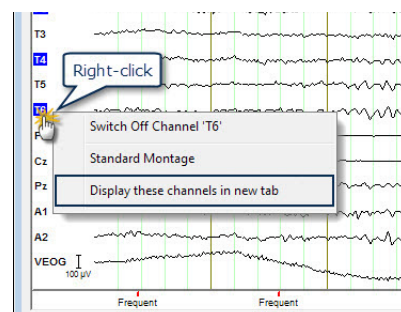 T3
T4
Right-click
T5
T6
Switch Off Channel 'T6'
F
Cz
Standard Montage
Pz
Display these channels in new tab
A1
A2
VEOG
100 µV
Frequent Frequent